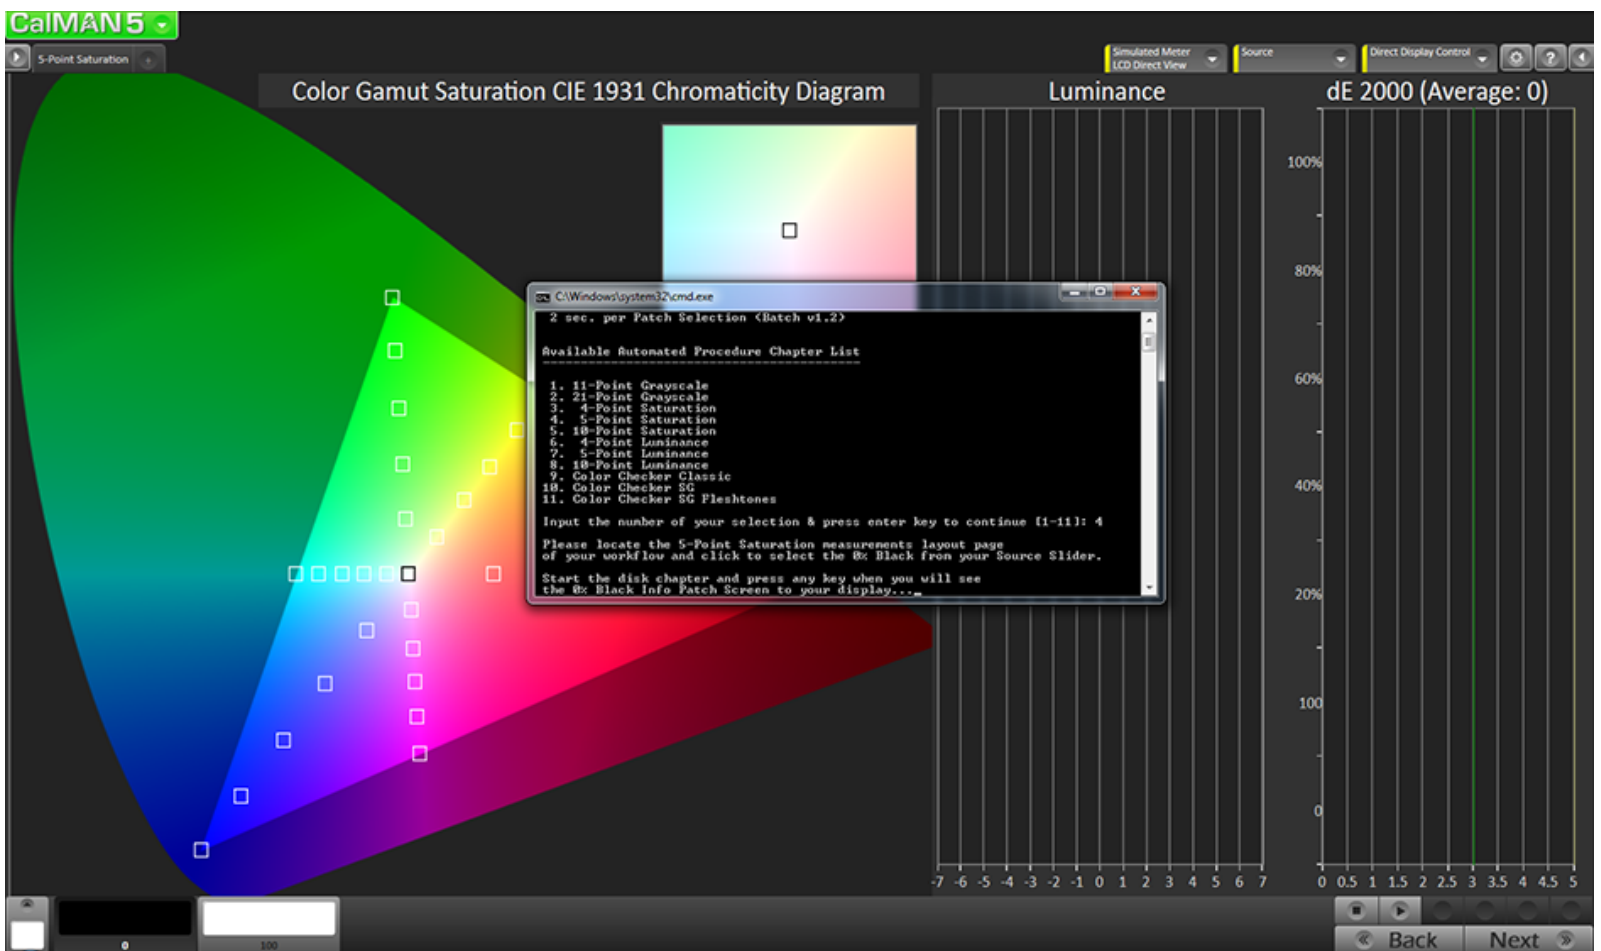 CalMAN 5
5-Point Saturation
Simulated Meter
LCD Direct View
Source
Direct Display Control
?
Color Gamut Saturation CIE 1931 Chromaticity Diagram
Luminance
dE 2000 (Average: 0)
C:\Windows\system32\cmd.exe
2 sec. per Patch Selection (Batch v1.2)
Available Automated Procedure Chapter List
------------------------------------------
1. 11-Point Grayscale
2. 21-Point Grayscale
3. 4-Point Saturation
4. 5-Point Saturation
5. 10-Point Saturation
6. 4-Point Luminance
7. 5-Point Luminance
8. 10-Point Luminance
9. Color Checker Classic
10. Color Checker SG
11. Color Checker SG Fleshtones
Input the number of your selection & press enter key to continue [1-11]: 4
Please locate the 5-Point Saturation measurements layout page
of your workflow and click to select the 0% Black from your Source Slider.
Start the disk chapter and press any key when you will see
the 0% Black Info Patch Screen to your display..._
100%
80%
60%
40%
20%
100
0
-7 -6 -5 -4 -3 -2 -1 0 1 2 3 4 5 6 7
0 0.5 1 1.5 2 2.5 3 3.5 4 4.5 5
0
100
Back
Next